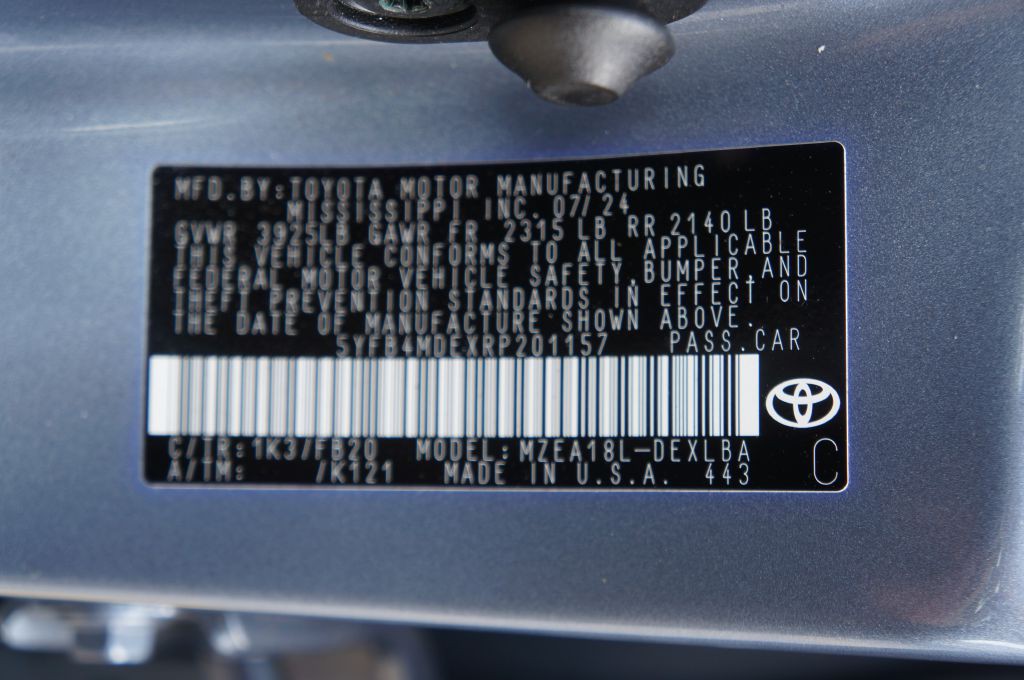 MFD.BY:TOYOTA MOTOR MANUFACTURING
MISSISSIPPI INC. 07/24
GVWR 3925LB GAWR FR 2315 LB RR 2140 LB
THIS VEHICLE CONFORMS TO ALL APPLICABLE
FEDERAL MOTOR VEHICLE SAFETY,BUMPER,AND
THEFT PREVENTION STANDARDS IN EFFECT ON
THE DATE OF MANUFACTURE SHOWN ABOVE.
5YFB4MDEXRP201157 PASS.CAR
C/TR:1K3/FB20 MODEL:MZEA18L-DEXLBA
A/TM: /K121 MADE IN U.S.A. 443
C